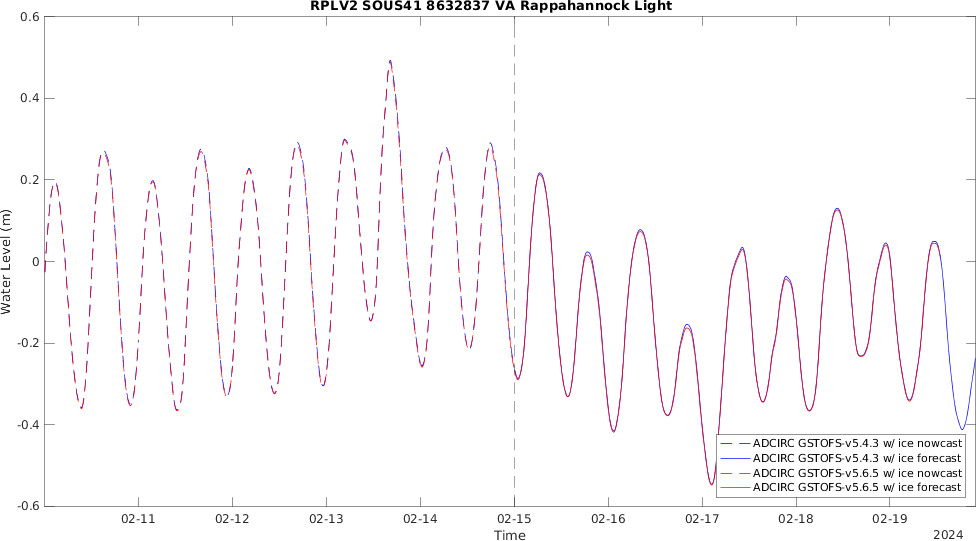 RPLV2 SOUS41 8632837 VA Rappahannock Light
0.6
0.4
0.2
0
-0.2
-0.4
-0.6
Water Level (m)
ADCIRC GSTOFS-v5.4.3 w/ ice nowcast
ADCIRC GSTOFS-v5.4.3 w/ ice forecast
ADCIRC GSTOFS-v5.6.5 w/ ice nowcast
ADCIRC GSTOFS-v5.6.5 w/ ice forecast
02-11 02-12 02-13 02-14 02-15 02-16 02-17 02-18 02-19
Time
2024